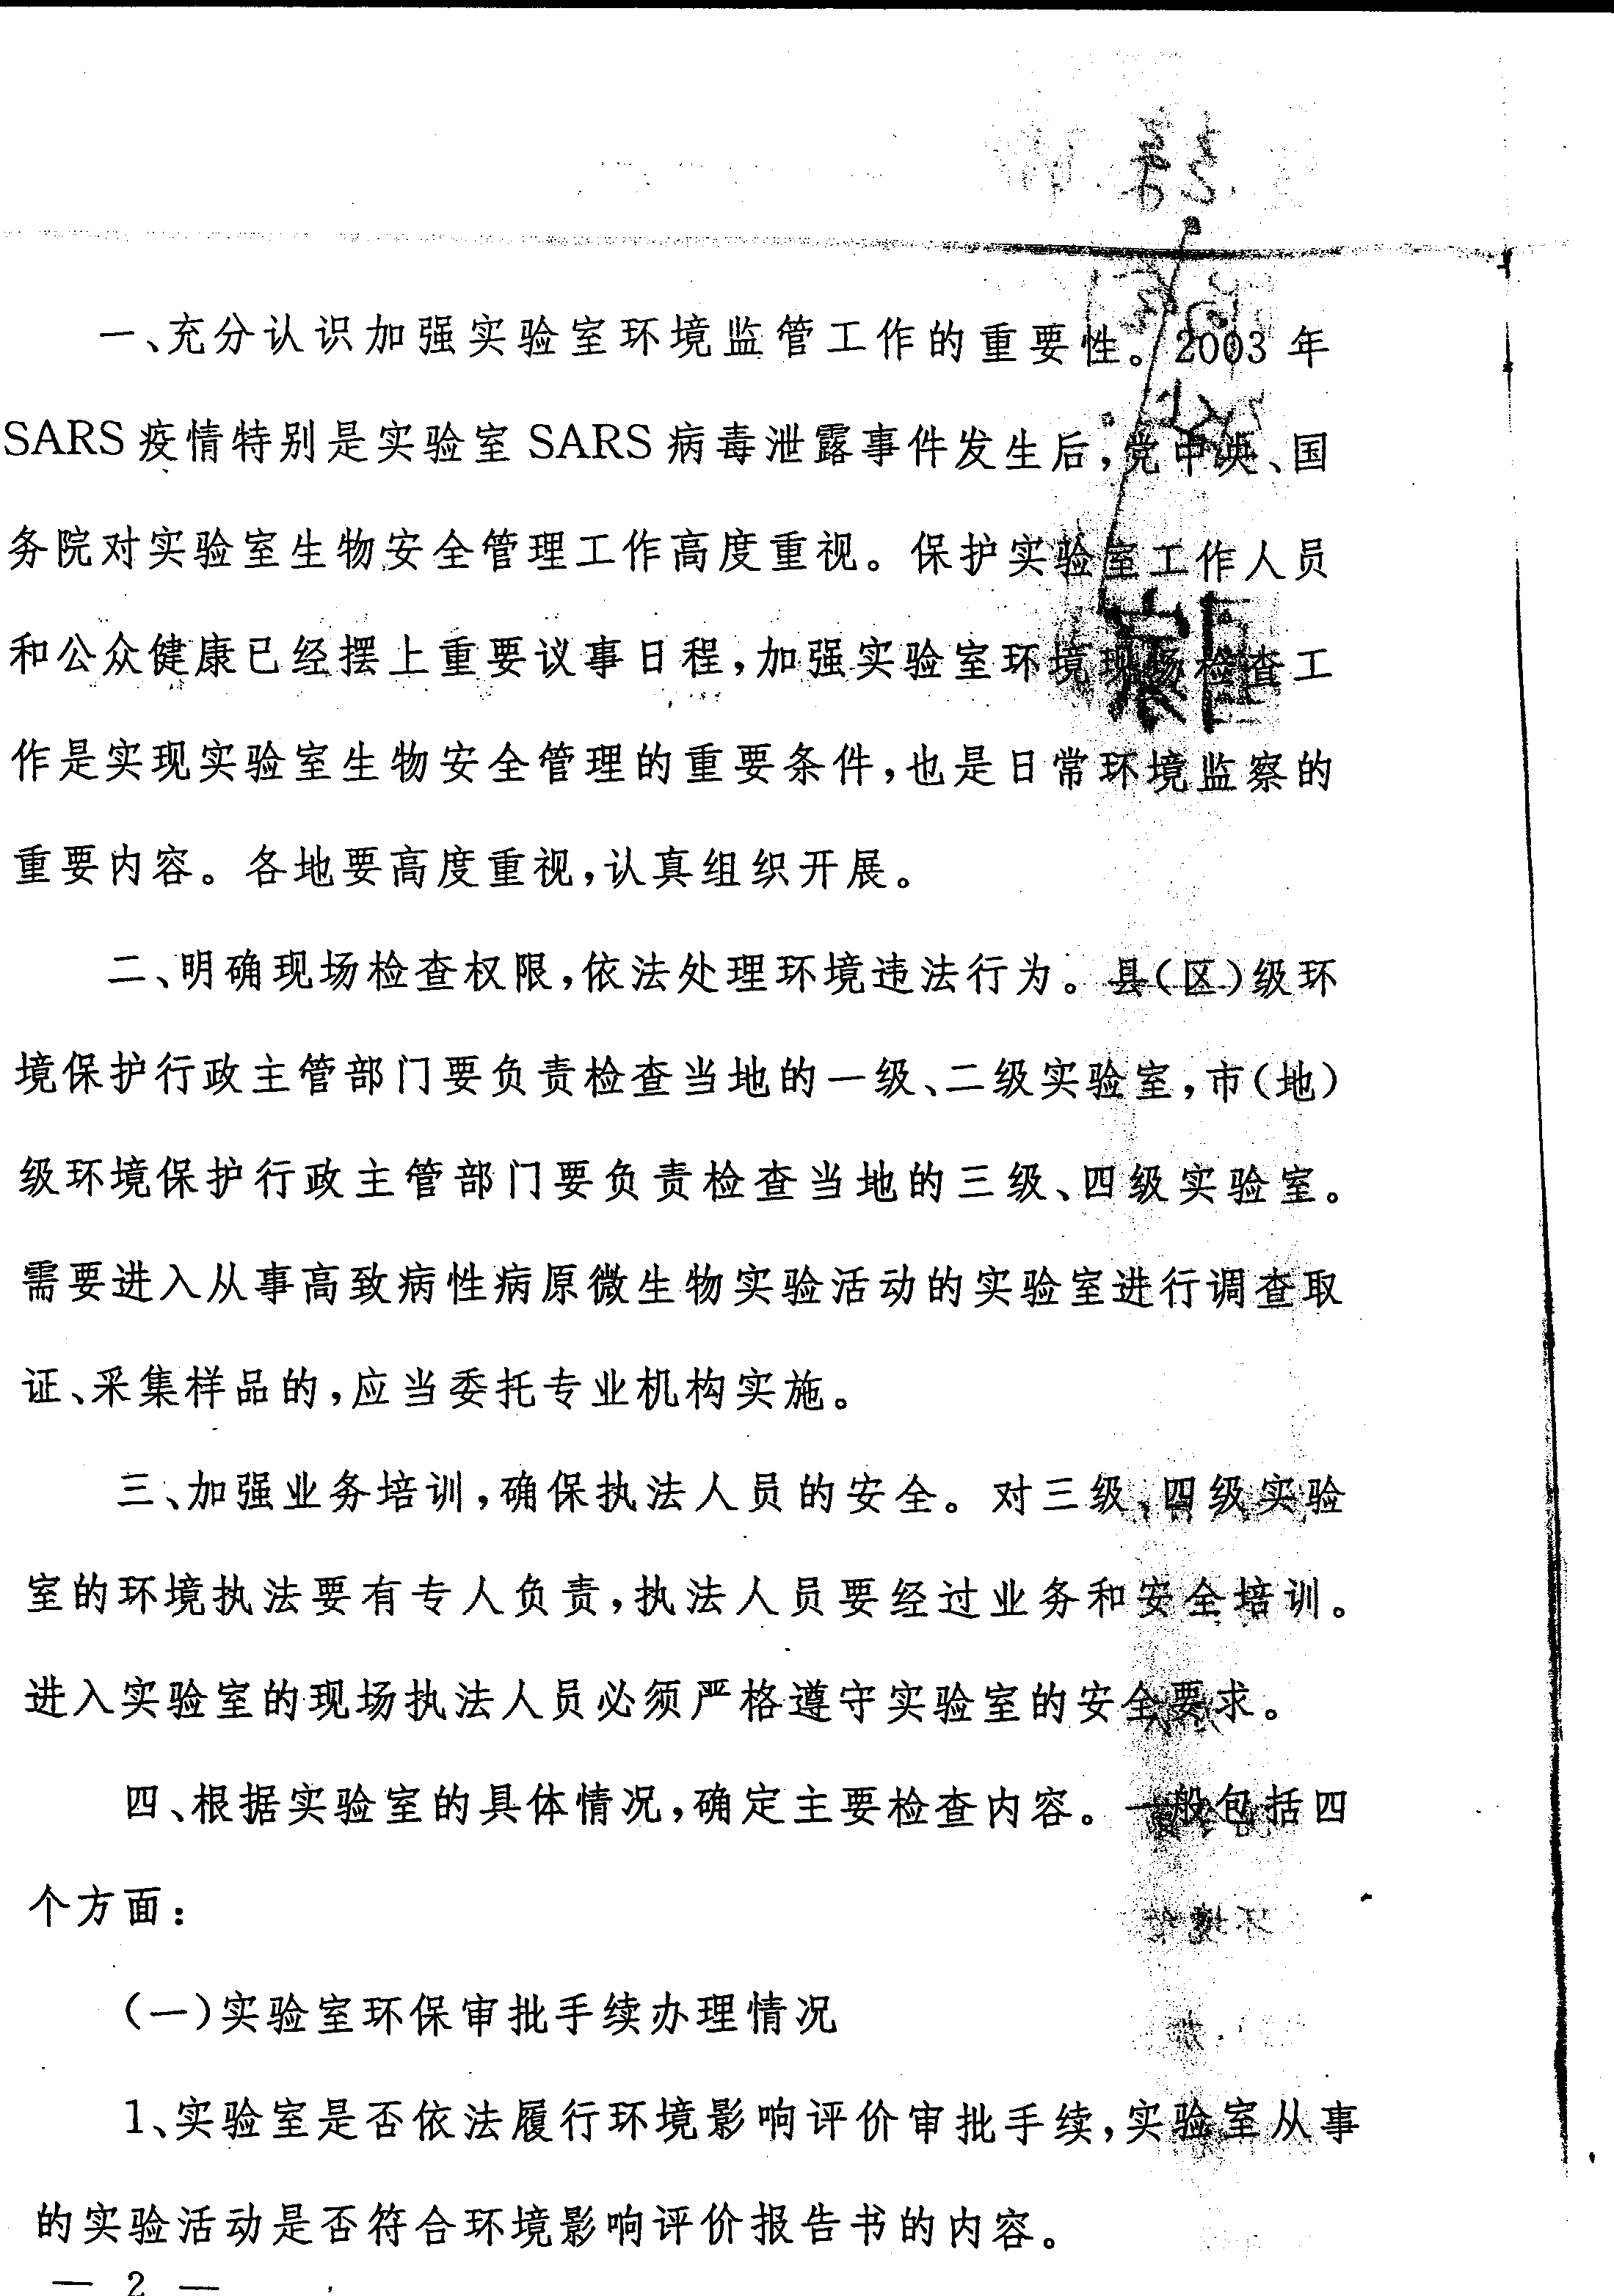 一、充分认识加强实验室环境监管工作的重要性。2003年
SARS疫情特别是实验室SARS病毒泄露事件发生后,党中央、国
务院对实验室生物安全管理工作高度重视。保护实验室工作人员
和公众健康已经摆上重要议事日程,加强实验室环境现场检查工
作是实现实验室生物安全管理的重要条件,也是日常环境监察的
重要内容。各地要高度重视,认真组织开展。
二、明确现场检查权限,依法处理环境违法行为。县(区)级环
境保护行政主管部门要负责检查当地的一级、二级实验室,市(地)
级环境保护行政主管部门要负责检查当地的三级、四级实验室。
需要进入从事高致病性病原微生物实验活动的实验室进行调查取
证、采集样品的,应当委托专业机构实施。
三、加强业务培训,确保执法人员的安全。对三级、四级实验
室的环境执法要有专人负责,执法人员要经过业务和安全培训。
进入实验室的现场执法人员必须严格遵守实验室的安全要求。
四、根据实验室的具体情况,确定主要检查内容。一般包括四
个方面:
(一)实验室环保审批手续办理情况
1、实验室是否依法履行环境影响评价审批手续,实验室从事
的实验活动是否符合环境影响评价报告书的内容。
— 2 —